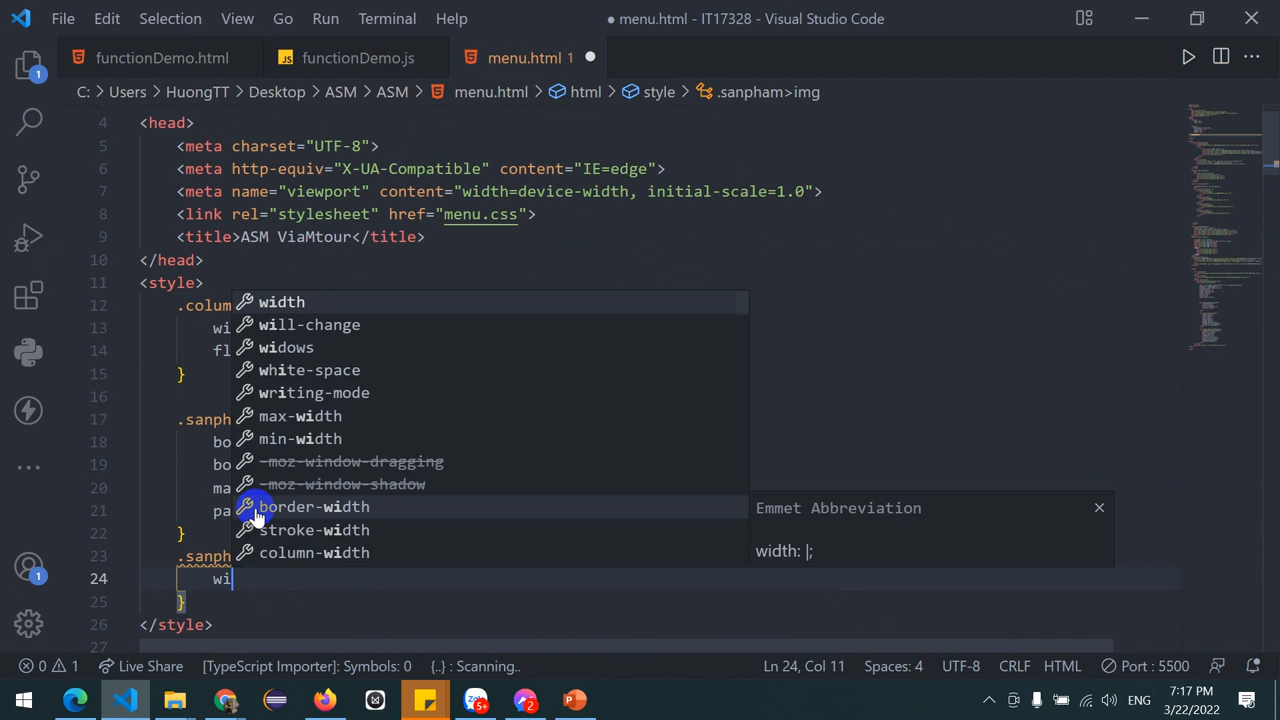 File Edit Selection View Go Run Terminal Help
● menu.html - IT17328 - Visual Studio Code
functionDemo.html
JS functionDemo.js
menu.html 1 ●
1
C: > Users > HuongTT > Desktop > ASM > ASM > menu.html > html > style > .sanpham>img
4 <head>
5 <meta charset="UTF-8">
6 <meta http-equiv="X-UA-Compatible" content="IE=edge">
7 <meta name="viewport" content="width=device-width, initial-scale=1.0">
8 <link rel="stylesheet" href="menu.css">
9 <title>ASM ViaMtour</title>
10 </head>
11 <style>
12 .colum
13 wi
14 fl
15 }
16
17 .sanph
18 bo
19 bo
20 ma
21 pa
22 }
23 .sanph
24 wi
25 }
26 </style>
27
width
will-change
widows
white-space
writing-mode
max-width
min-width
-moz-window-dragging
-moz-window-shadow
border-width
stroke-width
column-width
Emmet Abbreviation
width: |;
1
0 1 Live Share [TypeScript Importer]: Symbols: 0 {..} : Scanning.. Ln 24, Col 11 Spaces: 4 UTF-8 CRLF HTML Port : 5500
Zalo 5+
2
ENG
7:17 PM
3/22/2022